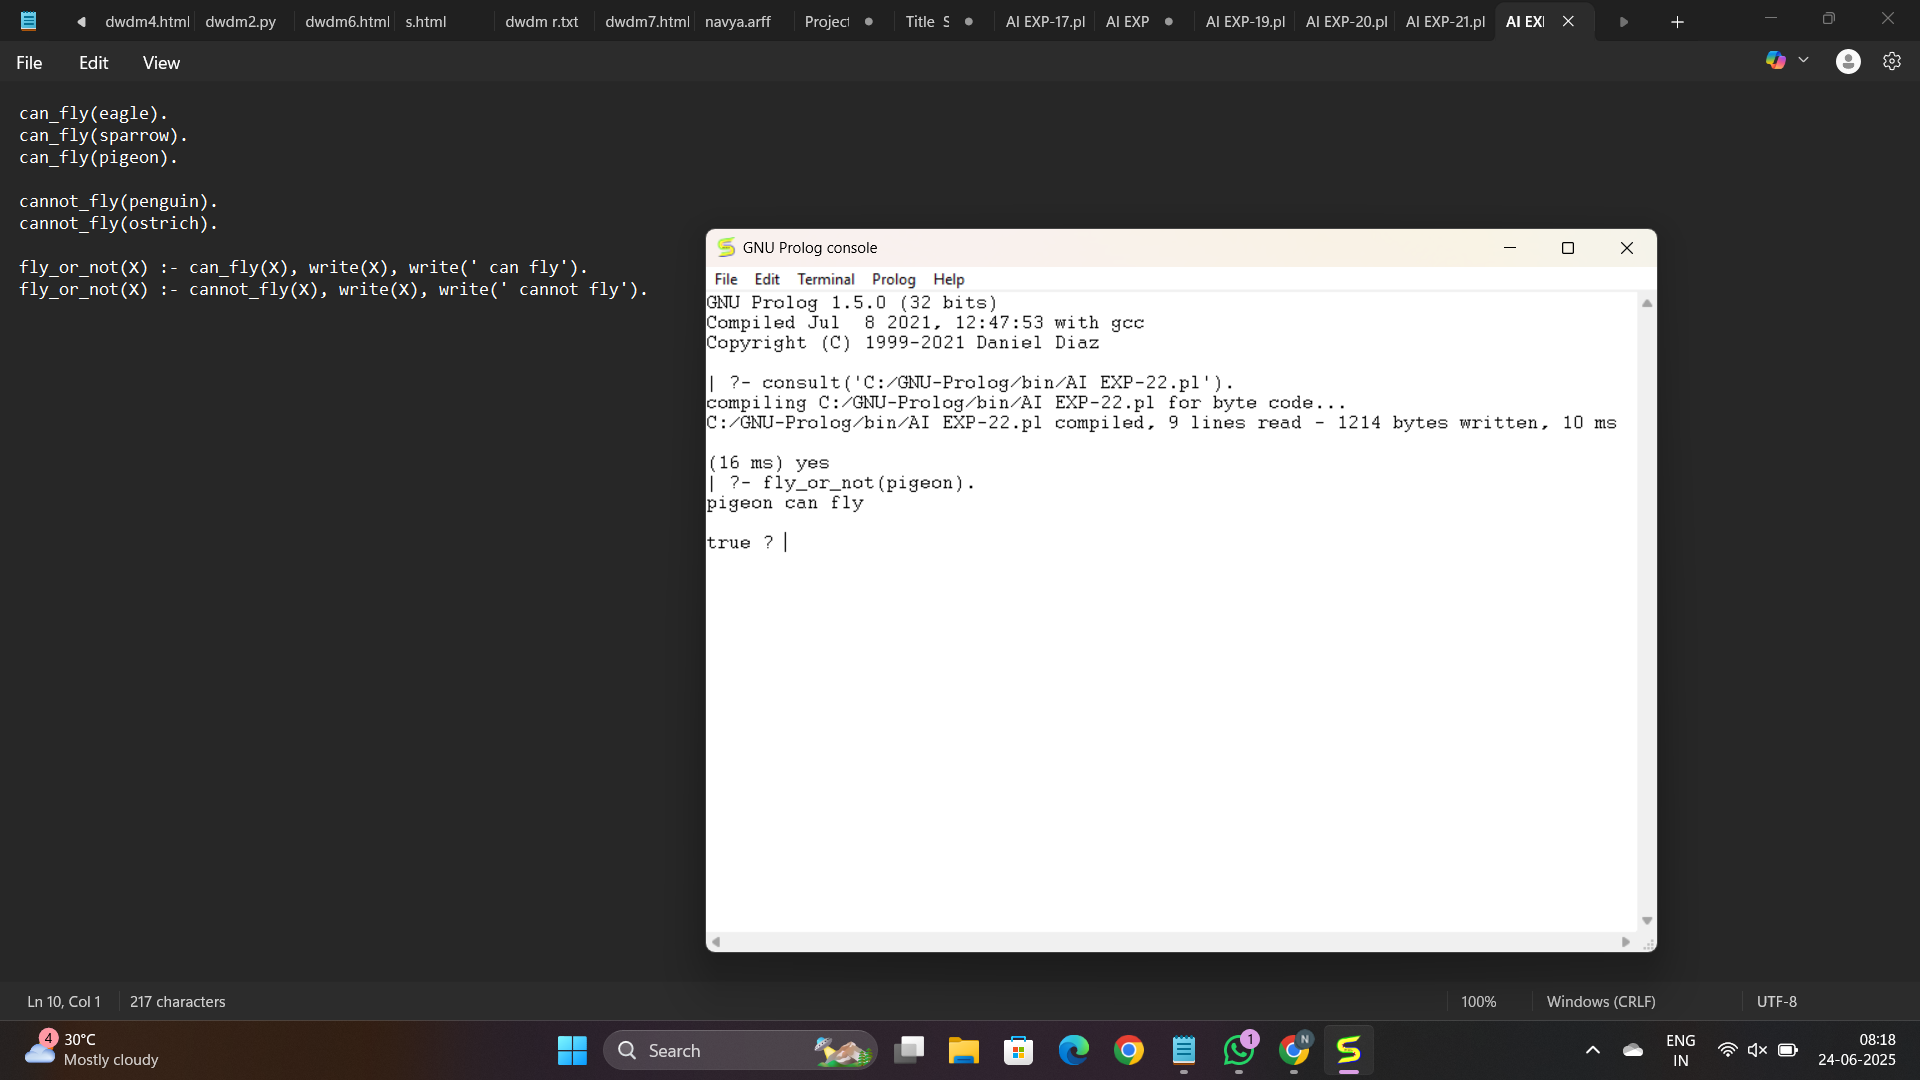 dwdm4.html dwdm2.py dwdm6.html s.html dwdm r.txt dwdm7.html navya.arff Project Title S AI EXP-17.pl AI EXP AI EXP-19.pl AI EXP-20.pl AI EXP-21.pl AI EX
File Edit View
can_fly(eagle).
can_fly(sparrow).
can_fly(pigeon).
cannot_fly(penguin).
cannot_fly(ostrich).
fly_or_not(X) :- can_fly(X), write(X), write(' can fly').
fly_or_not(X) :- cannot_fly(X), write(X), write(' cannot fly').
GNU Prolog console
File Edit Terminal Prolog Help
GNU Prolog 1.5.0 (32 bits)
Compiled Jul  8 2021, 12:47:53 with gcc
Copyright (C) 1999-2021 Daniel Diaz
| ?- consult('C:/GNU-Prolog/bin/AI EXP-22.pl').
compiling C:/GNU-Prolog/bin/AI EXP-22.pl for byte code...
C:/GNU-Prolog/bin/AI EXP-22.pl compiled, 9 lines read - 1214 bytes written, 10 ms
(16 ms) yes
| ?- fly_or_not(pigeon).
pigeon can fly
true ?
Ln 10, Col 1 217 characters 100% Windows (CRLF) UTF-8
4 30°C
Mostly cloudy
Search
1
N
ENG
IN
08:18
24-06-2025